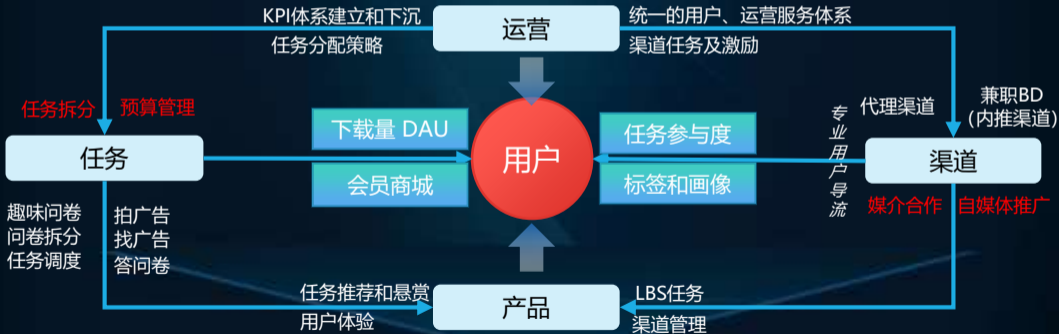 KPI体系建立和下沉
任务分配策略
运营
统一的用户、运营服务体系
渠道任务及激励
任务拆分
预算管理
任务
下载量 DAU
会员商城
用户
任务参与度
标签和画像
专业用户导流
代理渠道
兼职BD
(内推渠道)
渠道
媒介合作
自媒体推广
趣味问卷
问卷拆分
任务调度
拍广告
找广告
答问卷
任务推荐和悬赏
用户体验
产品
LBS任务
渠道管理